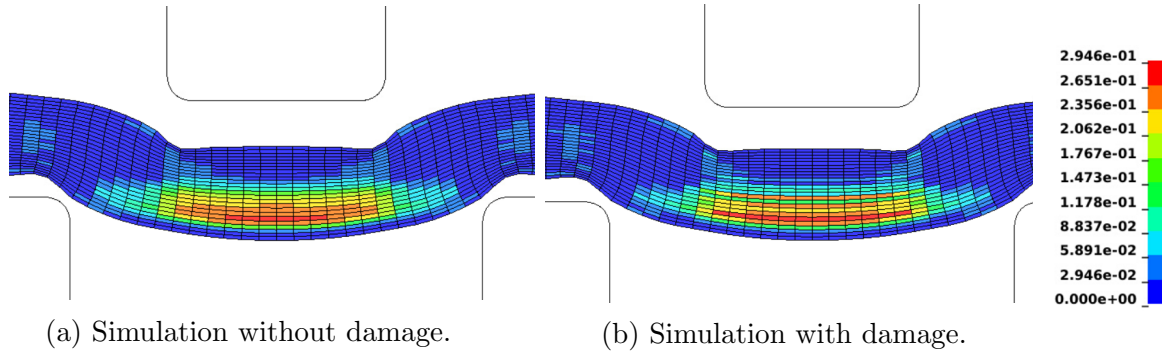 2.946e-01
2.651e-01
2.356e-01
2.062e-01
1.767e-01
1.473e-01
1.178e-01
8.837e-02
5.891e-02
2.946e-02
0.000e+00
(a) Simulation without damage.
(b) Simulation with damage.